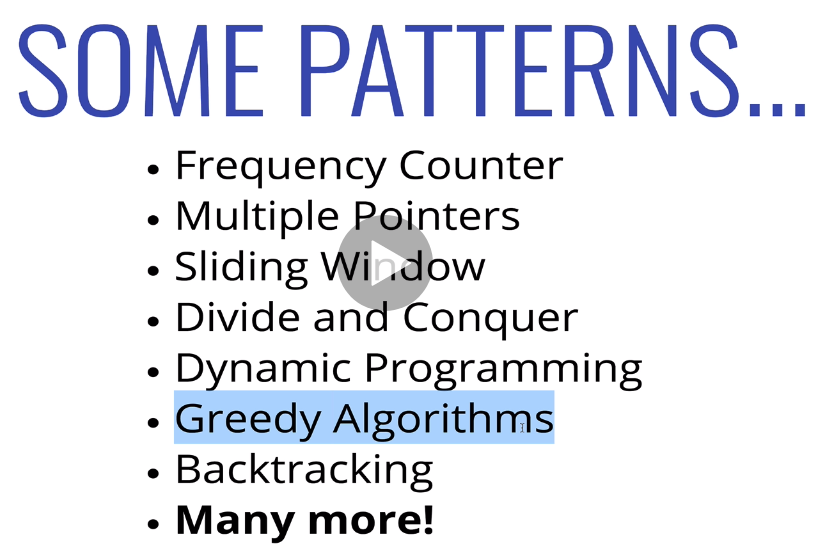 SOME PATTERNS...
• Frequency Counter
• Multiple Pointers
• Sliding Window
• Divide and Conquer
• Dynamic Programming
• Greedy Algorithms
• Backtracking
• Many more!